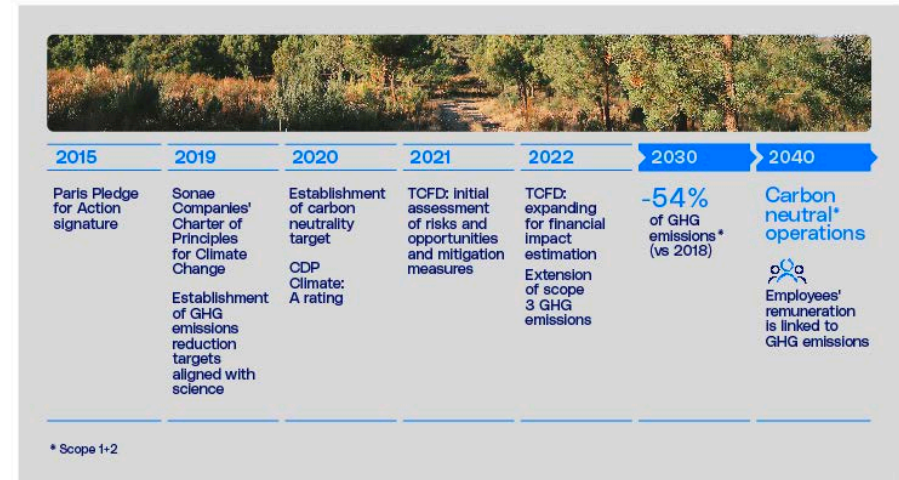 2015
Paris Pledge
for Action
signature
2019
Sonae
Companies'
Charter of
Principles
for Climate
Change
Establishment
of GHG
emissions
reduction
targets
aligned with
science
2020
Establishment
of carbon
neutrality
target
CDP
Climate:
A rating
2021
TCFD: initial
assessment
of risks and
opportunities
and mitigation
measures
2022
TCFD:
expanding
for financial
impact
estimation
Extension
of scope
3 GHG
emissions
2030
-54%
of GHG
emissions*
(vs 2018)
2040
Carbon
neutral*
operations
Employees'
remuneration
is linked to
GHG emissions
* Scope 1+2